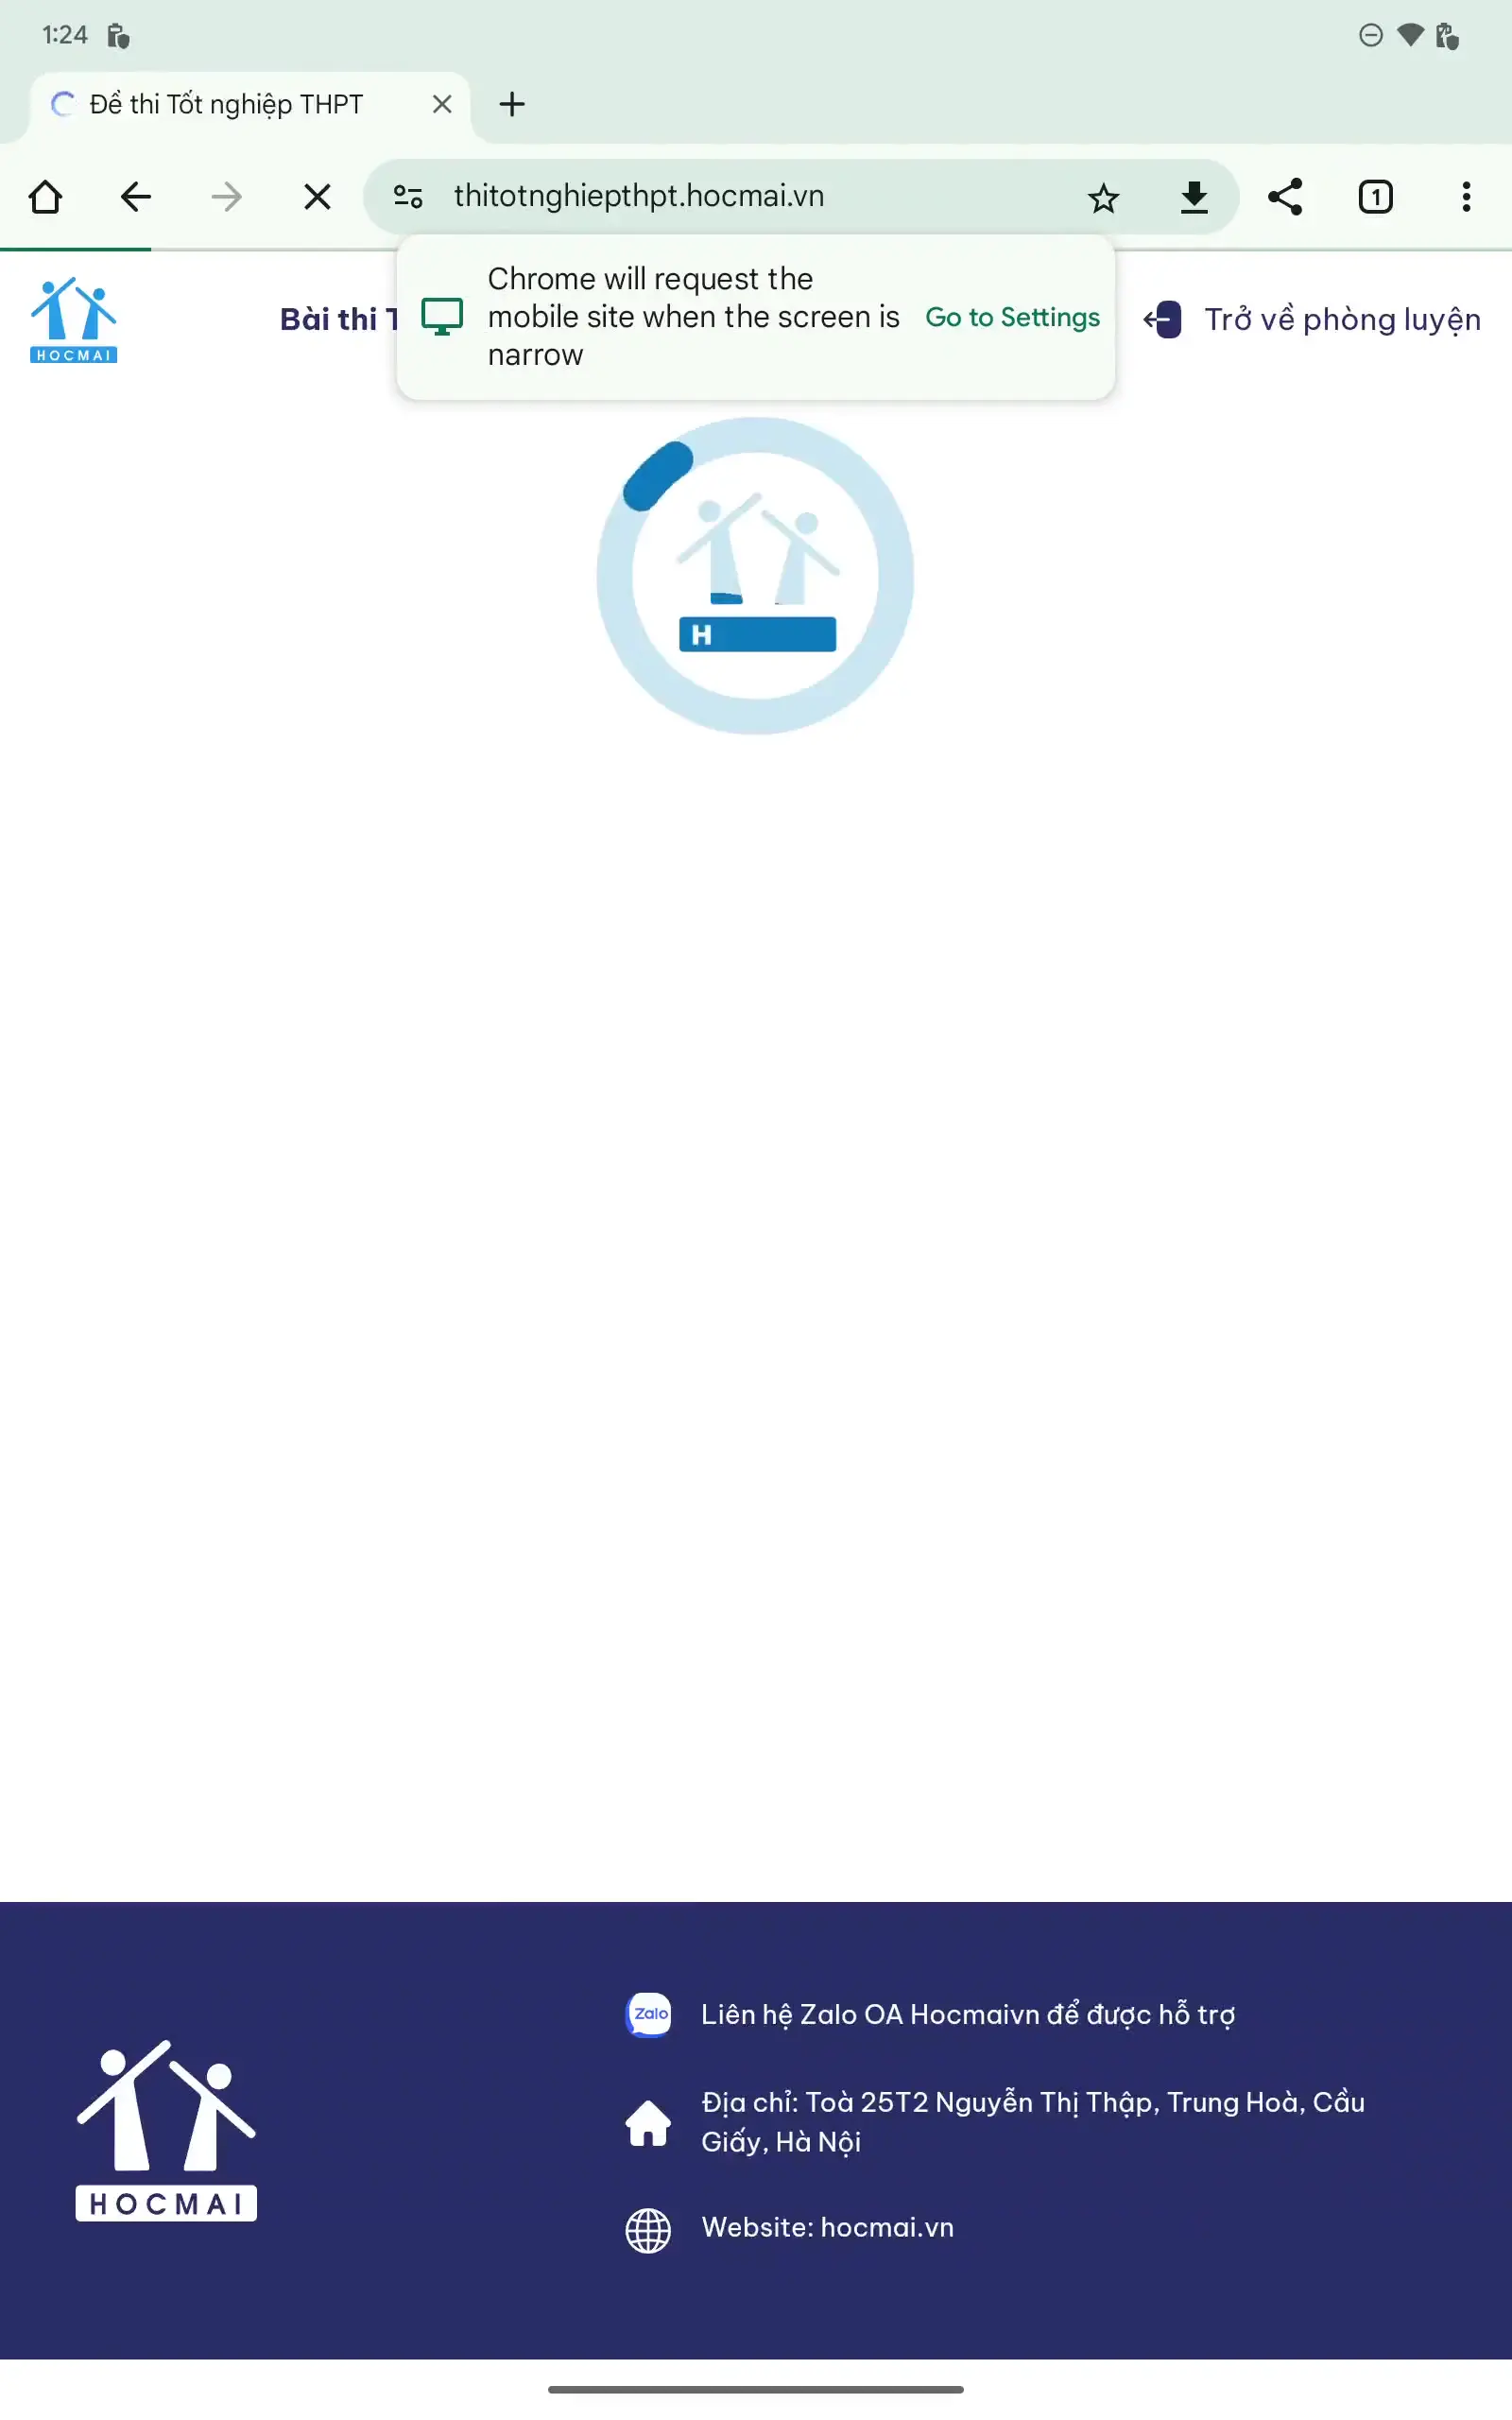 1:24
Để thi Tốt nghiệp THPT
thitotnghiepthpt.hocmai.vn
1
Chrome will request the
mobile site when the screen is
narrow
Go to Settings
HOCMAI
Bài thi
Trở về phòng luyện
H
Zalo
Liên hệ Zalo OA Hocmaivn để được hỗ trợ
Địa chỉ: Toà 25T2 Nguyễn Thị Thập, Trung Hoà, Cầu
Giấy, Hà Nội
HOCMAI
Website: hocmai.vn